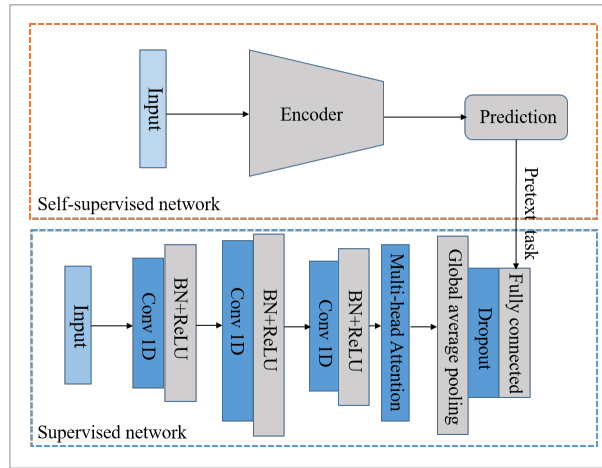 Input
Encoder
Prediction
Self-supervised network
Pretext task
Input
Conv 1D
BN+ReLU
Conv 1D
BN+ReLU
Conv 1D
BN+ReLU
Multi-head Attention
Global average pooling
Dropout
Fully connected
Supervised network